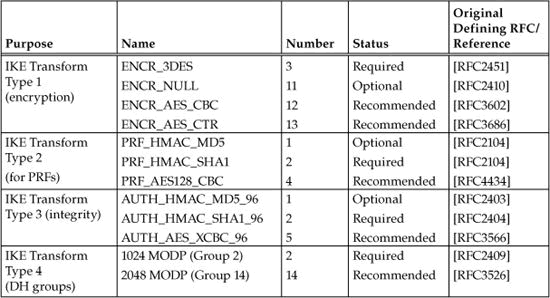 Purpose Name Number Status Original Defining RFC/ Reference
IKE Transform Type 1 (encryption) ENCR_3DES 3 Required [RFC2451]
ENCR_NULL 11 Optional [RFC2410]
ENCR_AES_CBC 12 Recommended [RFC3602]
ENCR_AES_CTR 13 Recommended [RFC3686]
IKE Transform Type 2 (for PRFs) PRF_HMAC_MD5 1 Optional [RFC2104]
PRF_HMAC_SHA1 2 Required [RFC2104]
PRF_AES128_CBC 4 Recommended [RFC4434]
IKE Transform Type 3 (integrity) AUTH_HMAC_MD5_96 1 Optional [RFC2403]
AUTH_HMAC_SHA1_96 2 Required [RFC2404]
AUTH_AES_XCBC_96 5 Recommended [RFC3566]
IKE Transform Type 4 (DH groups) 1024 MODP (Group 2) 2 Required [RFC2409]
2048 MODP (Group 14) 14 Recommended [RFC3526]